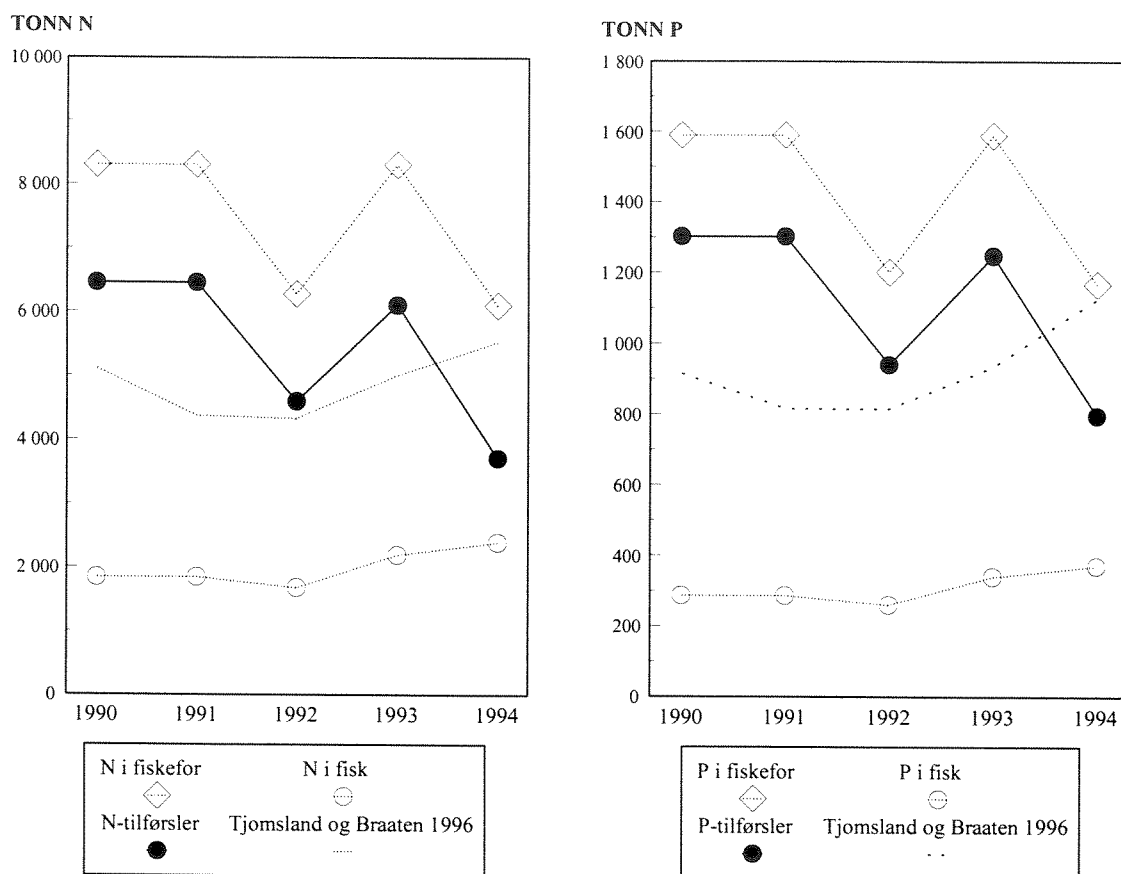 TONN N
10 000
8 000
6 000
4 000
2 000
0
1990 1991 1992 1993 1994
N i fiskefor N i fisk
N-tilførsler Tjomsland og Braaten 1996
TONN P
1 800
1 600
1 400
1 200
1 000
800
600
400
200
0
1990 1991 1992 1993 1994
P i fiskefor P i fisk
P-tilførsler Tjomsland og Braaten 1996